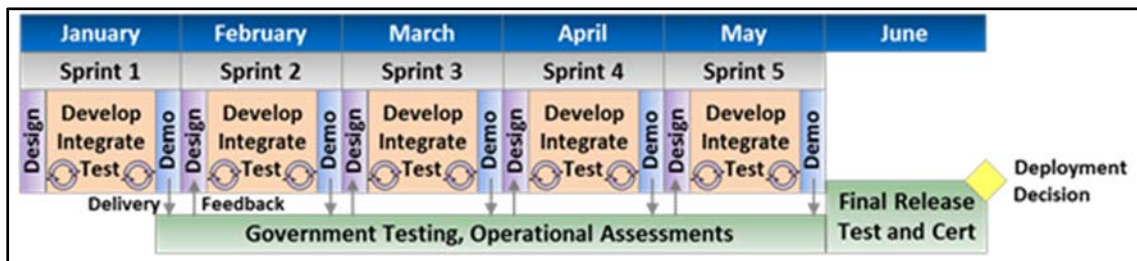 January February March April May June
Sprint 1 Sprint 2 Sprint 3 Sprint 4 Sprint 5
Design
Develop
Integrate
Test
Demo
Design
Develop
Integrate
Test
Demo
Design
Develop
Integrate
Test
Demo
Design
Develop
Integrate
Test
Demo
Design
Develop
Integrate
Test
Demo
Delivery Feedback
Government Testing, Operational Assessments
Final Release
Test and Cert
Deployment
Decision